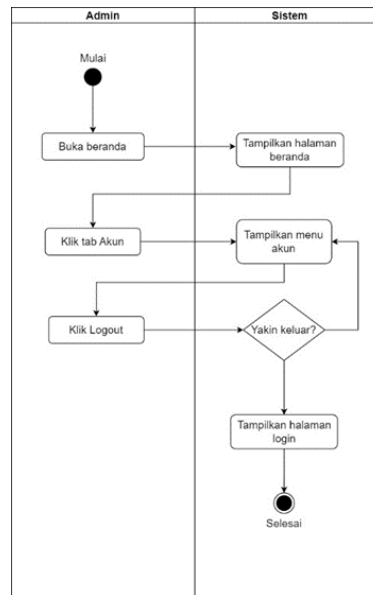 Admin
Sistem
Mulai
Buka beranda
Tampilkan halaman
beranda
Klik tab Akun
Tampilkan menu
akun
Klik Logout
Yakin keluar?
Tampilkan halaman
login
Selesai